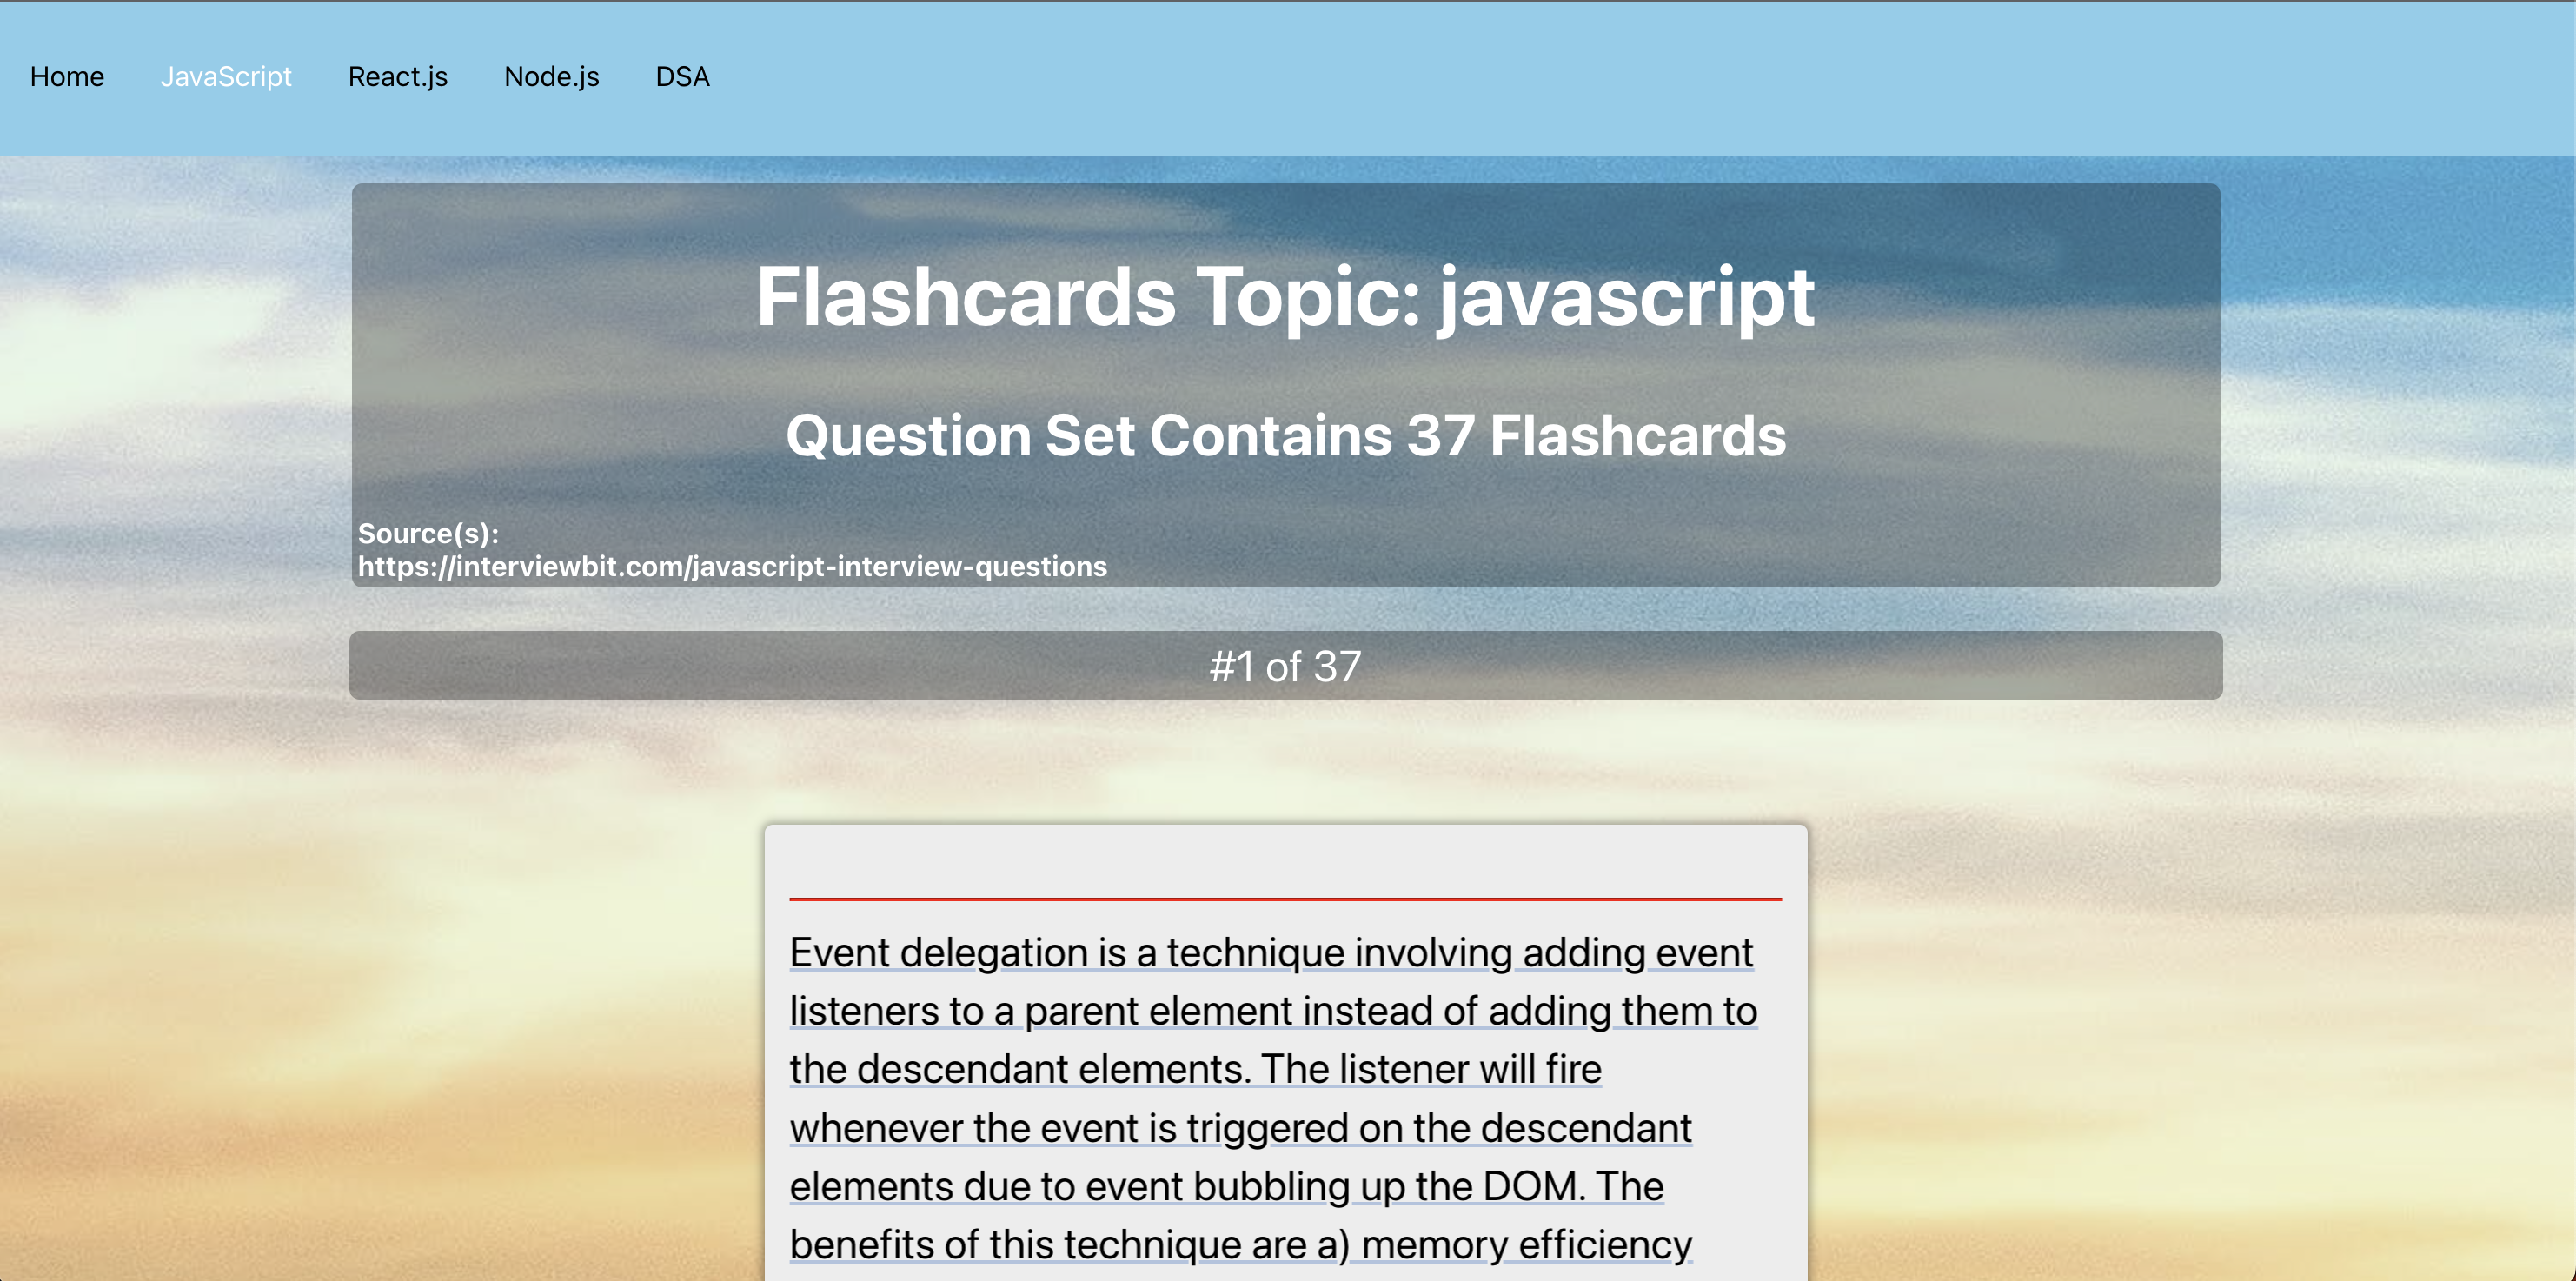 Home JavaScript React.js Node.js DSA
Flashcards Topic: javascript
Question Set Contains 37 Flashcards
Source(s):
https://interviewbit.com/javascript-interview-questions
#1 of 37
Event delegation is a technique involving adding event
listeners to a parent element instead of adding them to
the descendant elements. The listener will fire
whenever the event is triggered on the descendant
elements due to event bubbling up the DOM. The
benefits of this technique are a) memory efficiency